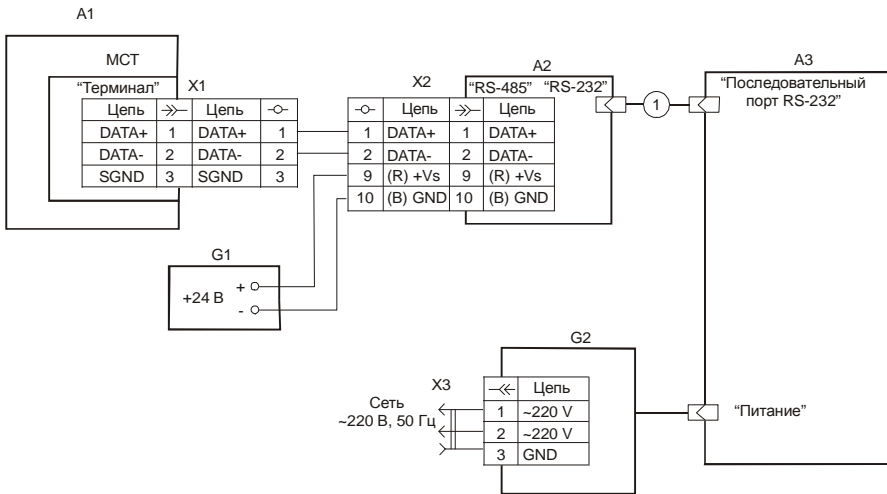 A1
МСТ
“Терминал” X1
Цепь Цепь
DATA+ 1 DATA+ 1
DATA- 2 DATA- 2
SGND 3 SGND 3
X2
A2
“RS-485” “RS-232”
Цепь Цепь
1 DATA+ 1 DATA+
2 DATA- 2 DATA-
9 (R) +Vs 9 (R) +Vs
10 (B) GND 10 (B) GND
1
A3
“Последовательный
порт RS-232”
G1
+24 В
+
-
G2
X3
Сеть
~220 В, 50 Гц
Цепь
1 ~220 V
2 ~220 V
3 GND
“Питание”